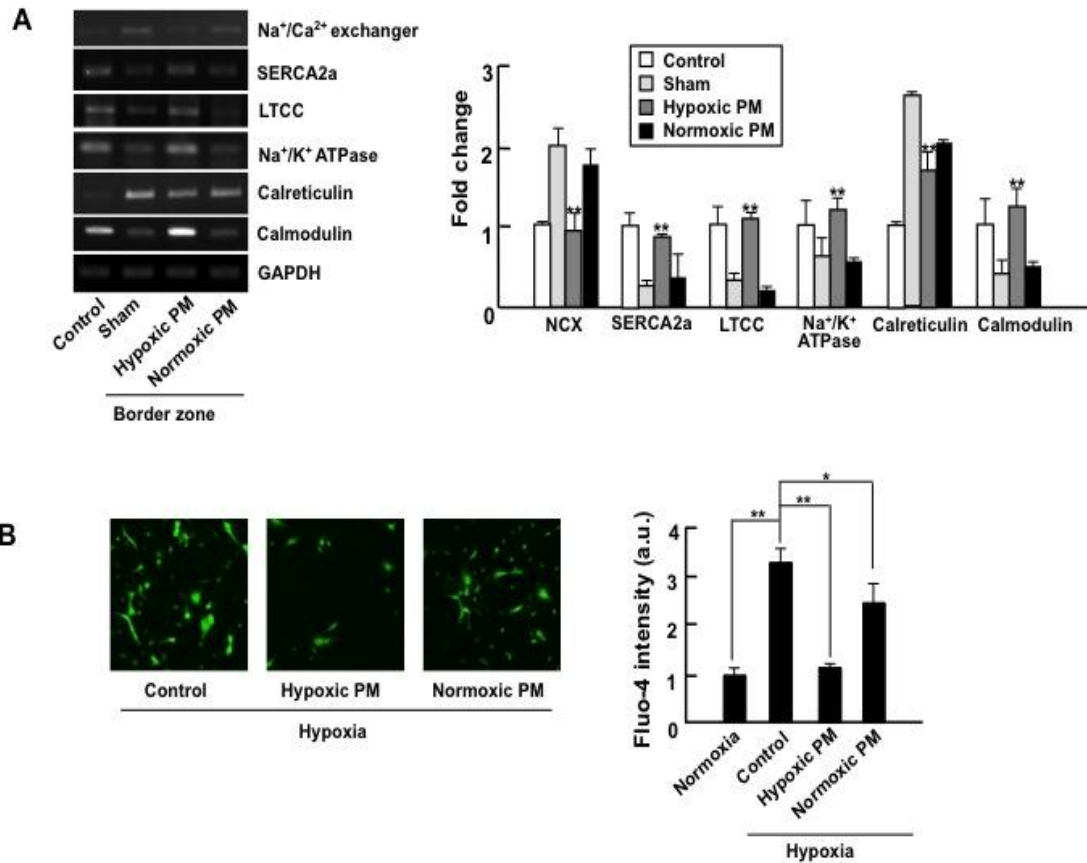 A
Na⁺/Ca²⁺ exchanger
SERCA2a
LTCC
Na⁺/K⁺ ATPase
Calreticulin
Calmodulin
GAPDH
Control
Sham
Hypoxic PM
Normoxic PM
Border zone
Fold change
3
2
1
0
Control
Sham
Hypoxic PM
Normoxic PM
**
**
**
**
**
**
NCX
SERCA2a
LTCC
Na⁺/K⁺
ATPase
Calreticulin
Calmodulin
B
Control
Hypoxic PM
Normoxic PM
Hypoxia
Fluo-4 intensity (a.u.)
4
3
2
1
0
**
**
*
Normoxia
Control
Hypoxic PM
Normoxic PM
Hypoxia